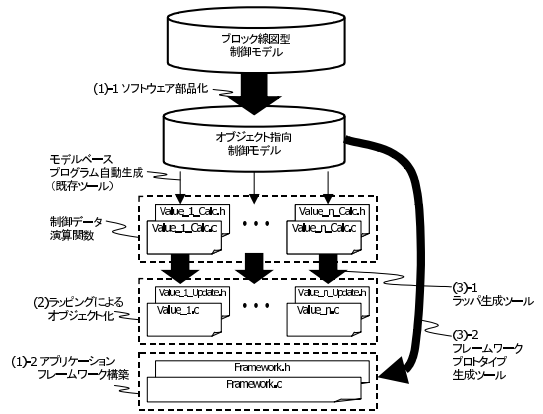 ブロック線図型
制御モデル
(1)-1 ソフトウェア部品化
オブジェクト指向
制御モデル
モデルベース
プログラム自動生成
（既存ツール）
制御データ
演算関数
Value_1_Calc.h
Value_1_Calc.c
・・・
Value_n_Calc.h
Value_n_Calc.c
(3)-1
ラッパ生成ツール
(2)ラッピングによる
オブジェクト化
Value_1_Update.h
Value_1.c
・・・
Value_n_Update.h
Value_n.c
(3)-2
フレームワーク
プロトタイプ
生成ツール
(1)-2 アプリケーション
フレームワーク構築
Framework.h
Framework.c